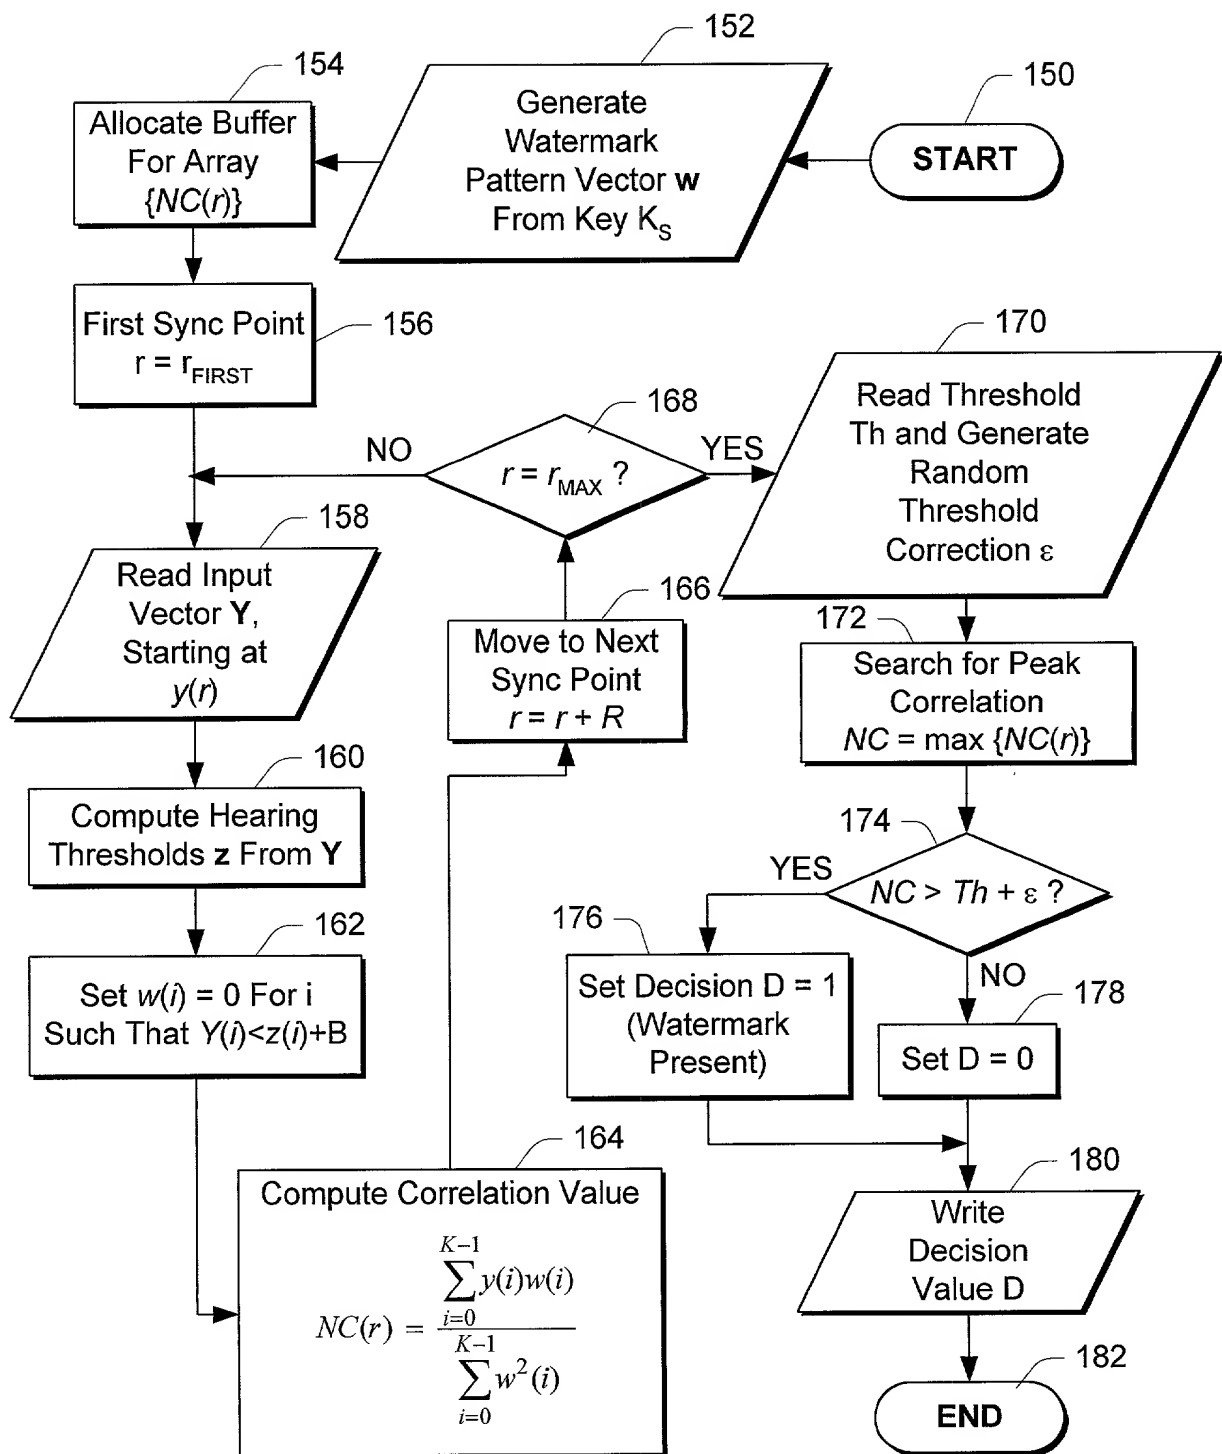 150
START
152
Generate
Watermark
Pattern Vector w
From Key K_S
154
Allocate Buffer
For Array
{NC(r)}
156
First Sync Point
r = r_FIRST
158
Read Input
Vector Y,
Starting at
y(r)
160
Compute Hearing
Thresholds z From Y
162
Set w(i) = 0 For i
Such That Y(i)<z(i)+B
164
Compute Correlation Value
NC(r) = \frac{\sum_{i=0}^{K-1} y(i)w(i)}{\sum_{i=0}^{K-1} w^2(i)}
166
Move to Next
Sync Point
r = r + R
168
r = r_MAX ?
NO
YES
170
Read Threshold
Th and Generate
Random
Threshold
Correction ε
172
Search for Peak
Correlation
NC = max {NC(r)}
174
NC > Th + ε ?
YES
NO
176
Set Decision D = 1
(Watermark
Present)
178
Set D = 0
180
Write
Decision
Value D
182
END